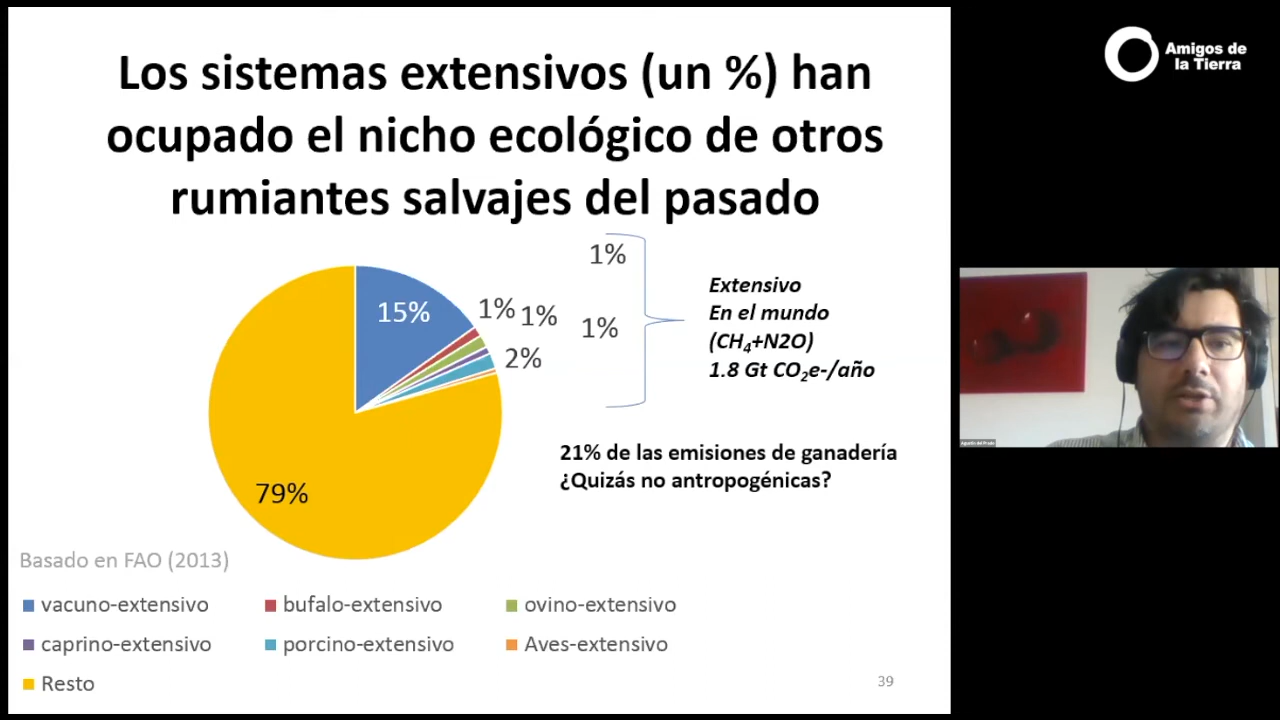 Los sistemas extensivos (un %) han
ocupado el nicho ecológico de otros
rumiantes salvajes del pasado
Amigos de
la Tierra
1%
15%
1%
1%
1%
2%
79%
Extensivo
En el mundo
(CH4+N2O)
1.8 Gt CO2e-/año
21% de las emisiones de ganadería
¿Quizás no antropogénicas?
Agustin del Prado
Basado en FAO (2013)
vacuno-extensivo
bufalo-extensivo
ovino-extensivo
caprino-extensivo
porcino-extensivo
Aves-extensivo
Resto
39